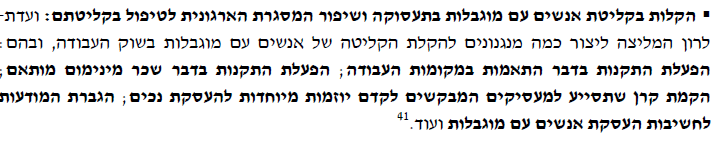 ▪ הקלות בקליטת אנשים עם מוגבלות בתעסוקה ושיפור המסגרת הארגונית לטיפול בקליטתם: ועדת-
לרון המליצה ליצור כמה מנגנונים להקלת הקליטה של אנשים עם מוגבלות בשוק העבודה, ובהם:
הפעלת התקנות בדבר התאמות במקומות העבודה; הפעלת התקנות בדבר שכר מינימום מותאם;
הקמת קרן שתסייע למעסיקים המבקשים לקדם יוזמות מיוחדות להעסקת נכים; הגברת המודעות
לחשיבות העסקת אנשים עם מוגבלות ועוד.41